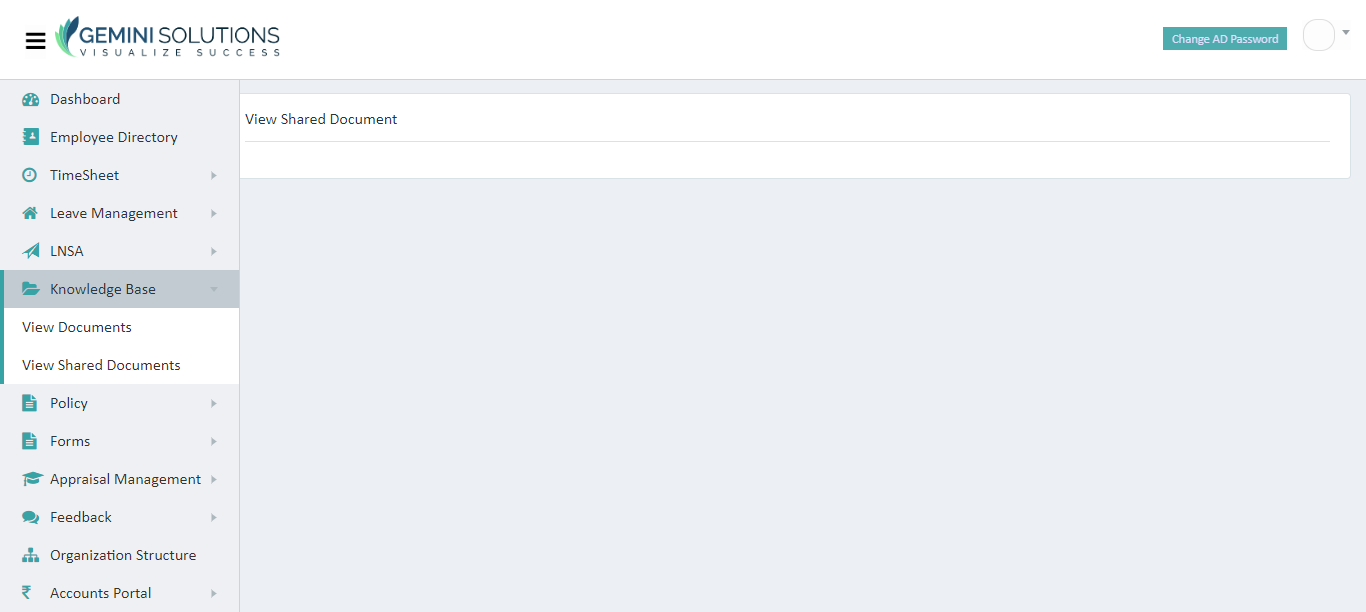 GEMINI SOLUTIONS
VISUALIZE SUCCESS
Change AD Password
Dashboard
Employee Directory
TimeSheet
Leave Management
LNSA
Knowledge Base
View Documents
View Shared Documents
Policy
Forms
Appraisal Management
Feedback
Organization Structure
Accounts Portal
View Shared Document